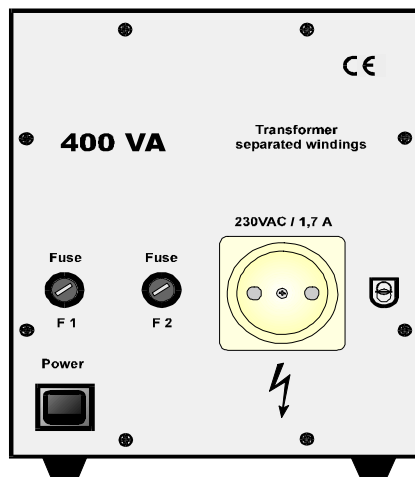 CE
400 VA
Transformer
separated windings
230VAC / 1,7 A
Fuse
Fuse
F 1
F 2
Power